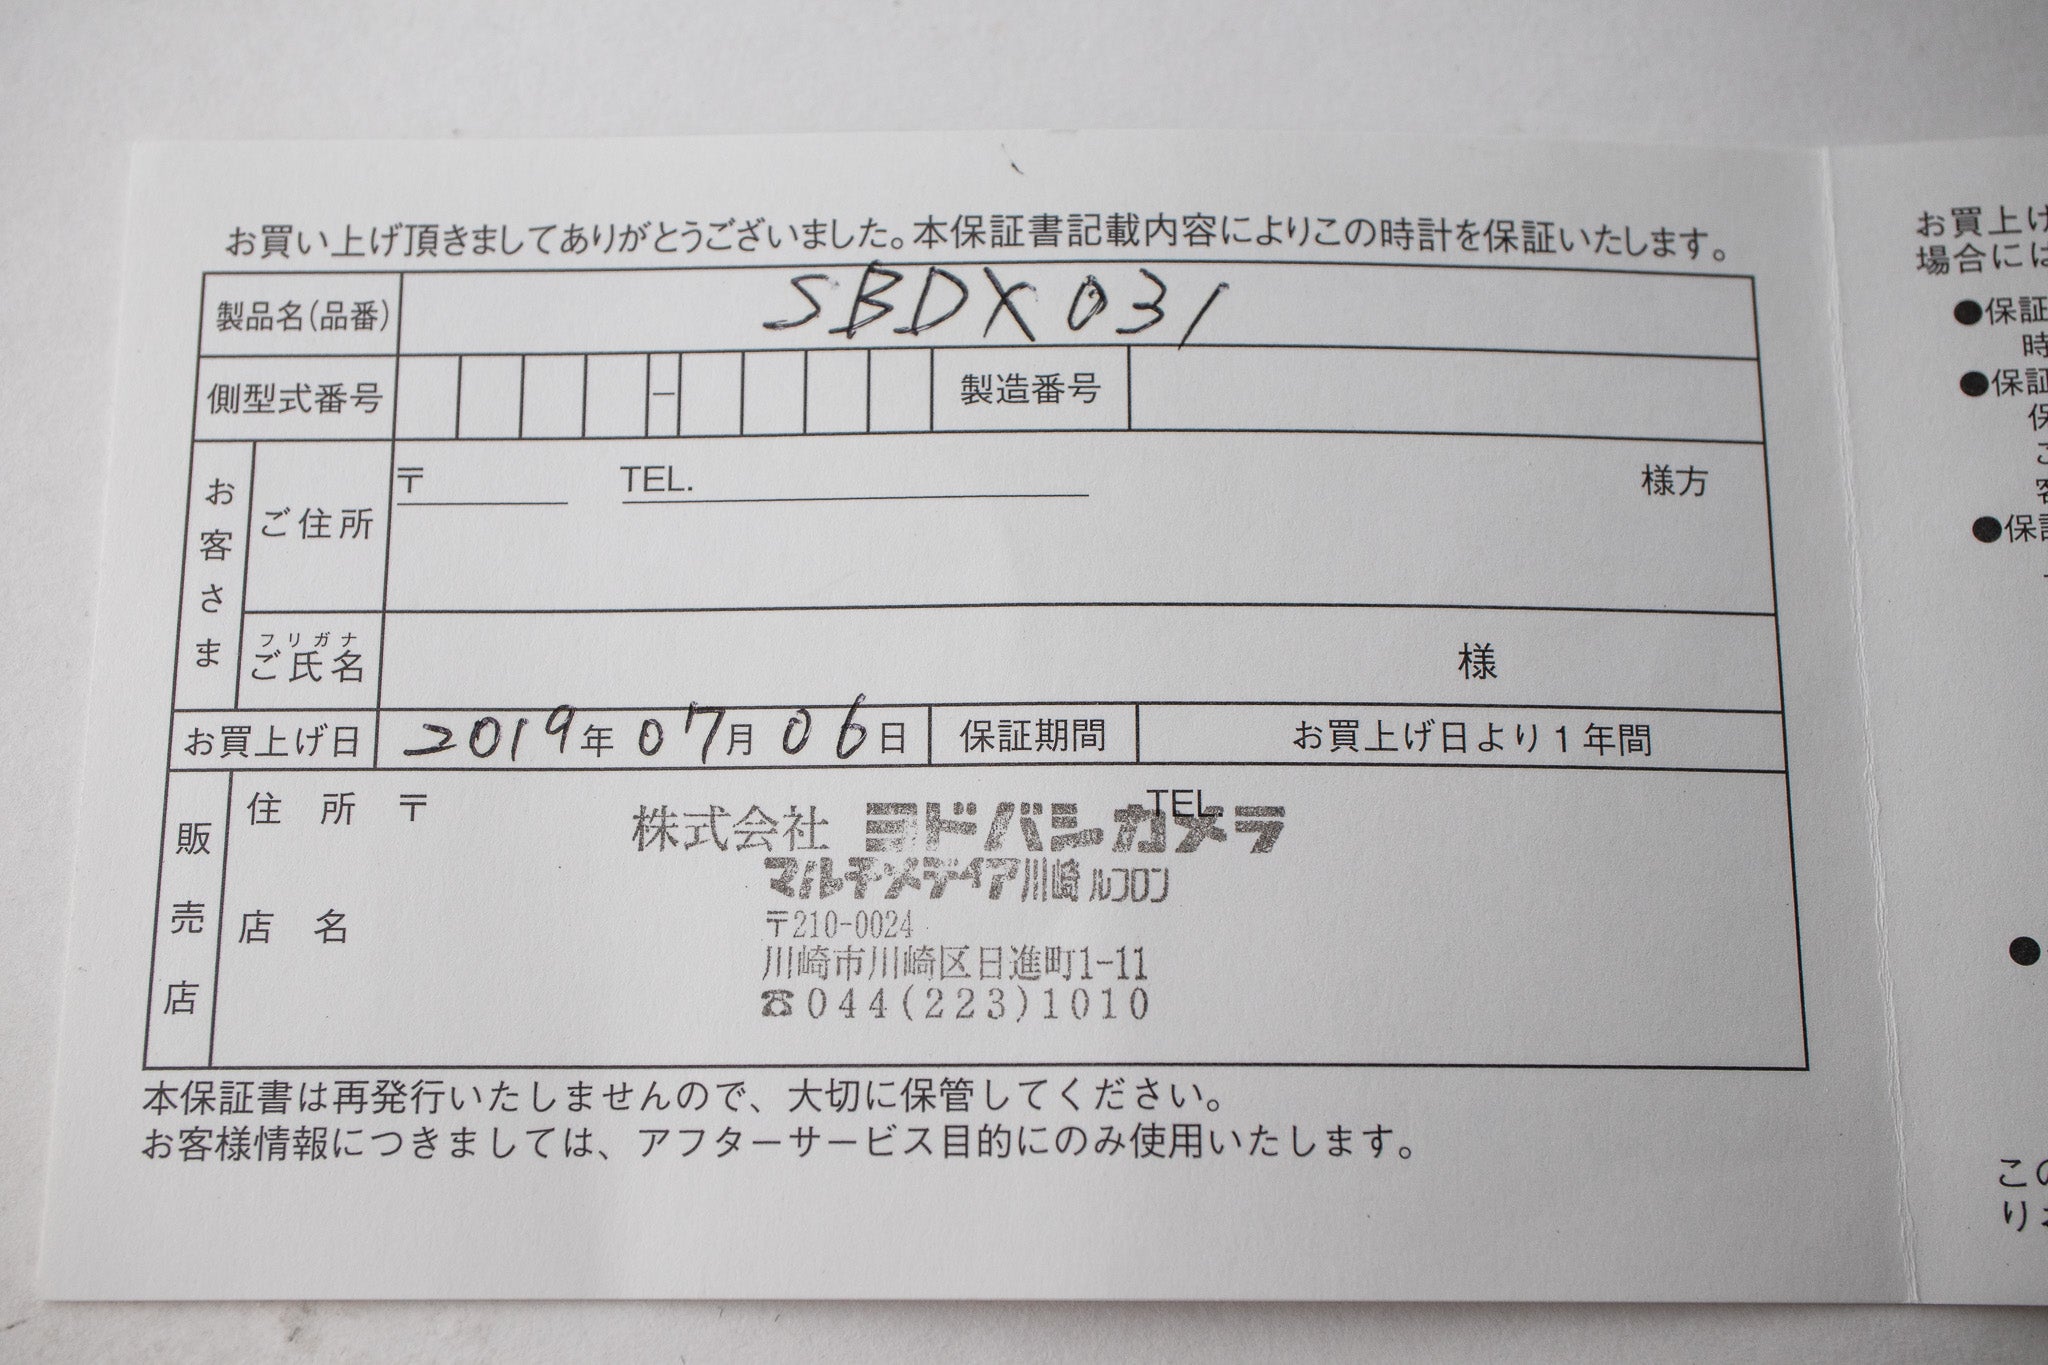 お買い上げ頂きましてありがとうございました。本保証書記載内容によりこの時計を保証いたします。
製品名(品番) SBDX031
側型式番号 － 製造番号
お客さま
ご住所 〒 TEL. 様方
フリガナ
ご氏名 様
お買上げ日 2019年 07月 06日 保証期間 お買上げ日より1年間
販売店
住所 〒 TEL.
株式会社 ヨドバシカメラ
マルチメディア川崎ルフロン
店名
〒210-0024
川崎市川崎区日進町1-11
☎044(223)1010
本保証書は再発行いたしませんので、大切に保管してください。
お客様情報につきましては、アフターサービス目的にのみ使用いたします。
お買上げ
場合には
●保証
時
●保証
保
●保証